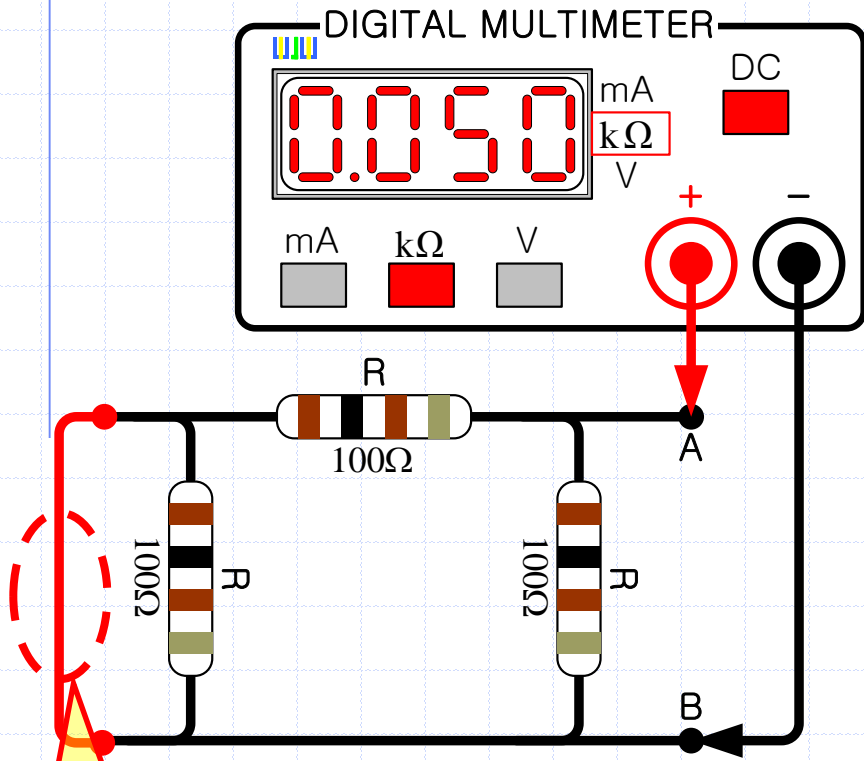 DIGITAL MULTIMETER
DC
0.050
mA
kΩ
V
+
−
mA
kΩ
V
R
100Ω
A
100Ω
R
100Ω
R
B